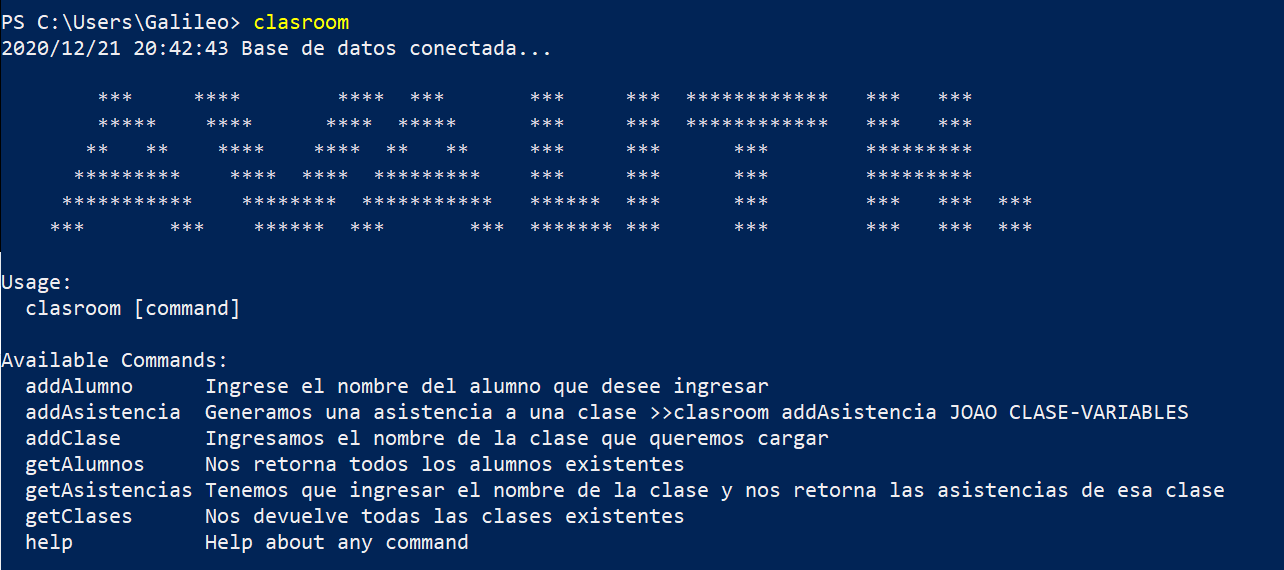 PS C:\Users\Galileo> clasroom
2020/12/21 20:42:43 Base de datos conectada...
        ***     ****        ****  ***       ***     ***  ************   ***   ***
        *****    ****      ****  *****      ***     ***  ************   ***   ***
       **   **    ****    ****  **   **     ***     ***      ***        *********
      *********    ****  ****  *********    ***     ***      ***        *********
     ***********    ********  ***********   ******  ***      ***        ***   ***  ***
    ***       ***    ******  ***       ***  ******* ***      ***        ***   ***  ***
Usage:
  clasroom [command]
Available Commands:
  addAlumno      Ingrese el nombre del alumno que desee ingresar
  addAsistencia  Generamos una asistencia a una clase >>clasroom addAsistencia JOAO CLASE-VARIABLES
  addClase       Ingresamos el nombre de la clase que queremos cargar
  getAlumnos     Nos retorna todos los alumnos existentes
  getAsistencias Tenemos que ingresar el nombre de la clase y nos retorna las asistencias de esa clase
  getClases      Nos devuelve todas las clases existentes
  help           Help about any command